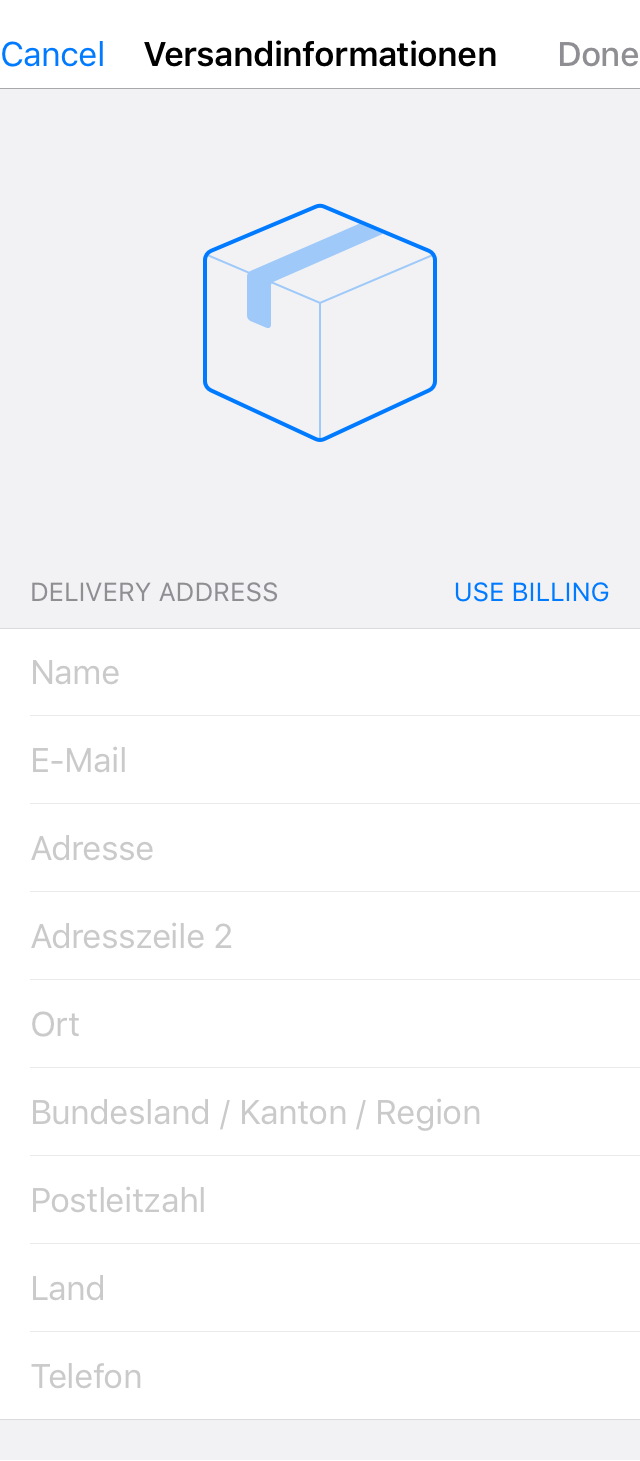 Cancel Versandinformationen Done
DELIVERY ADDRESS USE BILLING
Name
E-Mail
Adresse
Adresszeile 2
Ort
Bundesland / Kanton / Region
Postleitzahl
Land
Telefon